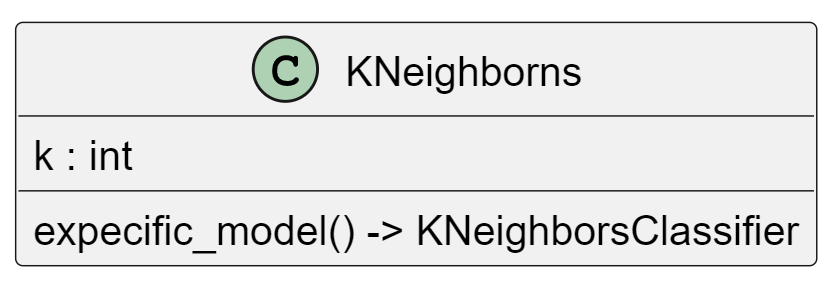 C KNeighborns
k : int
expecific_model() -> KNeighborsClassifier